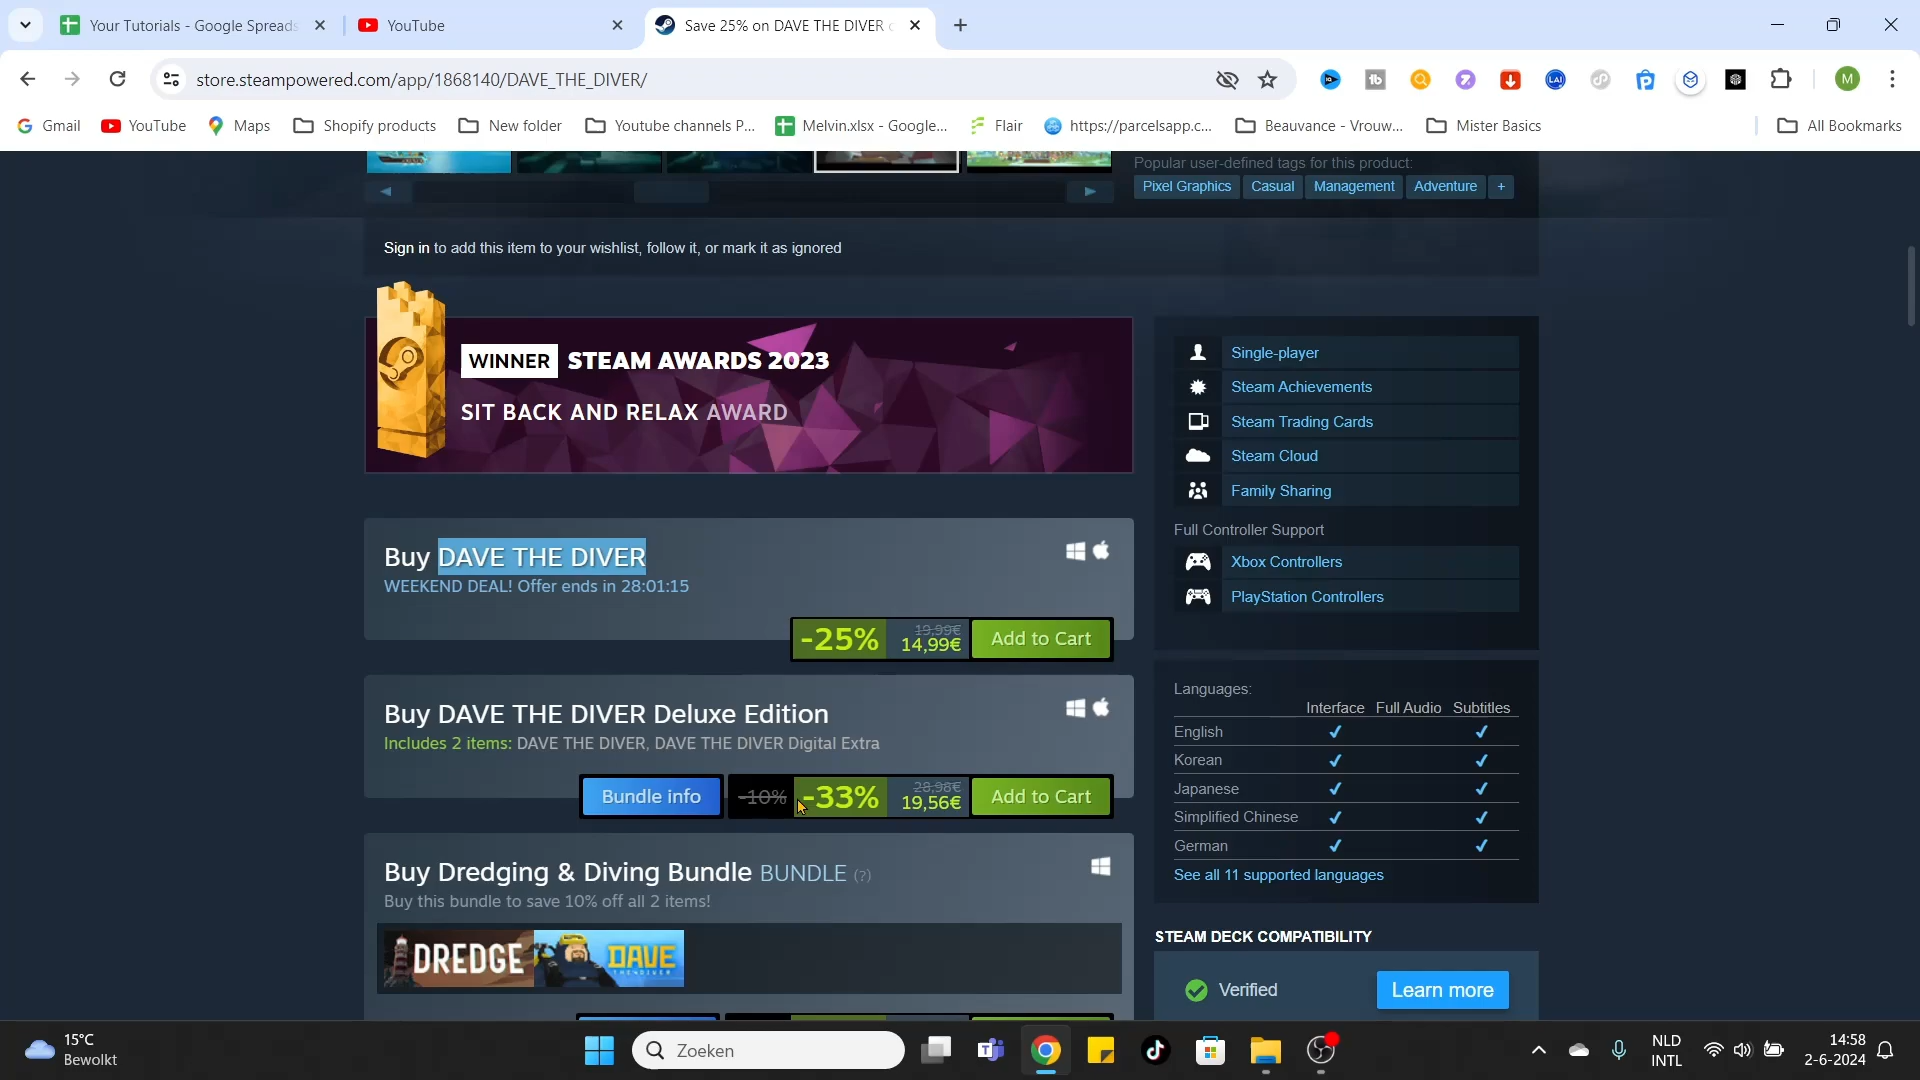 Your Tutorials - Google Spreads
YouTube
Save 25% on DAVE THE DIVER o
store.steampowered.com/app/1868140/DAVE_THE_DIVER/
M
Gmail
YouTube
Maps
Shopify products
New folder
Youtube channels P...
Melvin.xlsx - Google...
Flair
https://parcelsapp.c...
Beauvance - Vrouw...
Mister Basics
All Bookmarks
Popular user-defined tags for this product:
Pixel Graphics
Casual
Management
Adventure
+
Sign in to add this item to your wishlist, follow it, or mark it as ignored
WINNER STEAM AWARDS 2023
SIT BACK AND RELAX AWARD
Single-player
Steam Achievements
Steam Trading Cards
Steam Cloud
Family Sharing
Full Controller Support
Xbox Controllers
PlayStation Controllers
Buy DAVE THE DIVER
WEEKEND DEAL! Offer ends in 28:01:15
-25%
19,99€
14,99€
Add to Cart
Buy DAVE THE DIVER Deluxe Edition
Includes 2 items: DAVE THE DIVER, DAVE THE DIVER Digital Extra
Bundle info
-10%
-33%
28,98€
19,56€
Add to Cart
Buy Dredging & Diving Bundle BUNDLE (?)
Buy this bundle to save 10% off all 2 items!
DREDGE
DAVE
THE DIVER
Languages:
Interface Full Audio Subtitles
English ✓ ✓
Korean ✓ ✓
Japanese ✓ ✓
Simplified Chinese ✓ ✓
German ✓ ✓
See all 11 supported languages
STEAM DECK COMPATIBILITY
Verified
Learn more
15°C
Bewolkt
Zoeken
NLD
INTL
14:58
2-6-2024